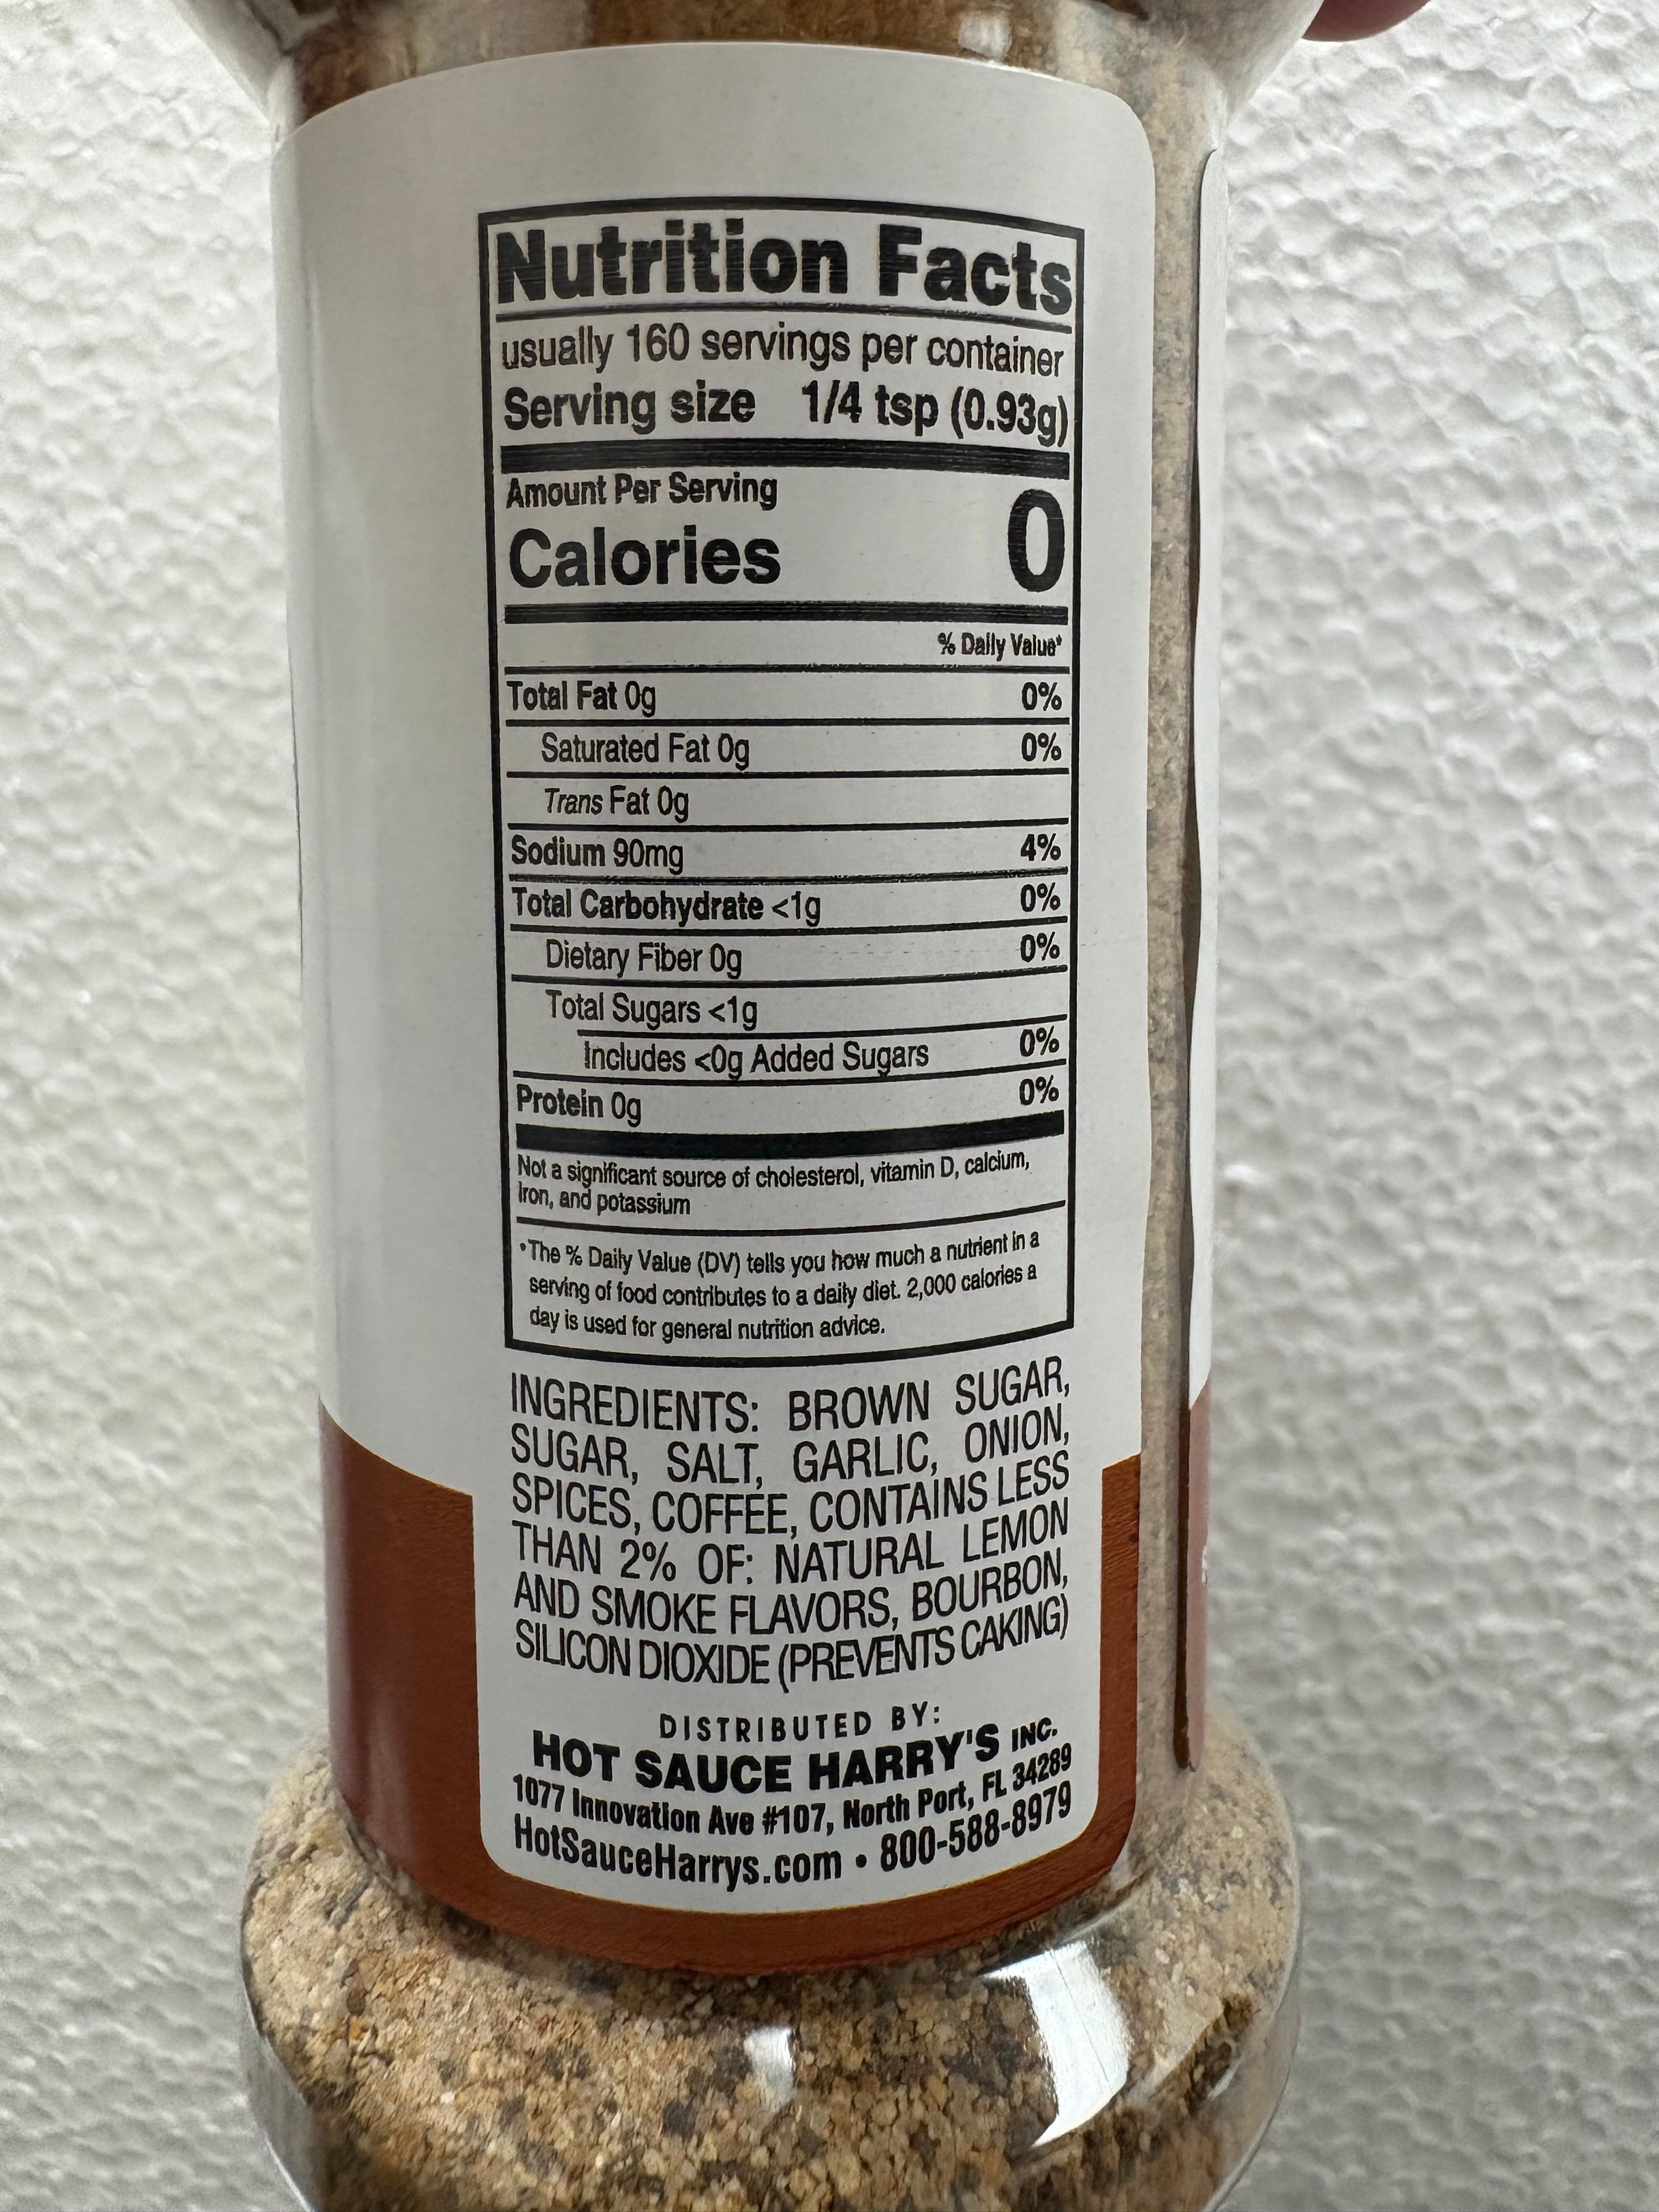 Nutrition Facts
usually 160 servings per container
Serving size 1/4 tsp (0.93g)
Amount Per Serving
Calories 0
% Daily Value*
Total Fat 0g 0%
Saturated Fat 0g 0%
Trans Fat 0g
Sodium 90mg 4%
Total Carbohydrate <1g 0%
Dietary Fiber 0g 0%
Total Sugars <1g
Includes <0g Added Sugars 0%
Protein 0g 0%
Not a significant source of cholesterol, vitamin D, calcium,
iron, and potassium
*The % Daily Value (DV) tells you how much a nutrient in a
serving of food contributes to a daily diet. 2,000 calories a
day is used for general nutrition advice.
INGREDIENTS: BROWN SUGAR,
SUGAR, SALT, GARLIC, ONION,
SPICES, COFFEE, CONTAINS LESS
THAN 2% OF: NATURAL LEMON
AND SMOKE FLAVORS, BOURBON,
SILICON DIOXIDE (PREVENTS CAKING)
DISTRIBUTED BY:
HOT SAUCE HARRY'S INC.
1077 Innovation Ave #107, North Port, FL 34289
HotSauceHarrys.com • 800-588-8979